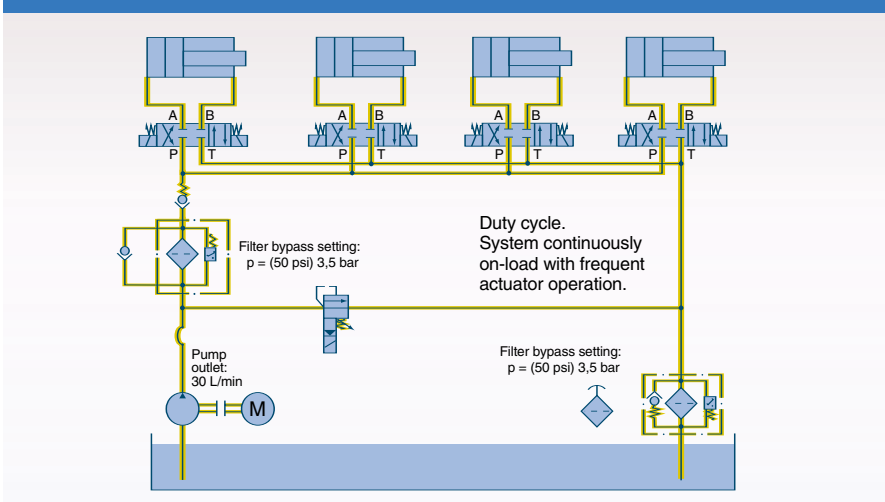 A B A B A B A B
P T P T P T P T
Duty cycle.
System continuously
on-load with frequent
actuator operation.
Filter bypass setting:
p = (50 psi) 3,5 bar
Pump
outlet:
30 L/min
M
Filter bypass setting:
p = (50 psi) 3,5 bar